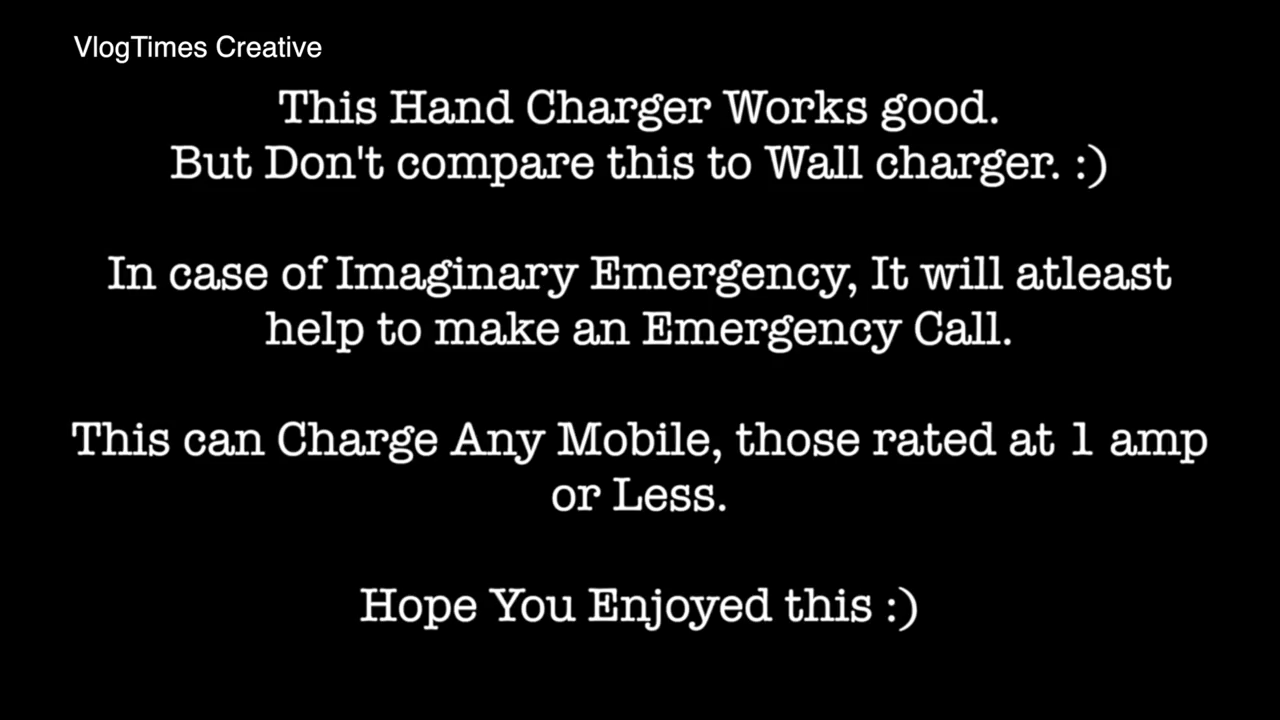 VlogTimes Creative
This Hand Charger Works good.
But Don't compare this to Wall charger. :)
In case of Imaginary Emergency, It will atleast
help to make an Emergency Call.
This can Charge Any Mobile, those rated at 1 amp
or Less.
Hope You Enjoyed this :)